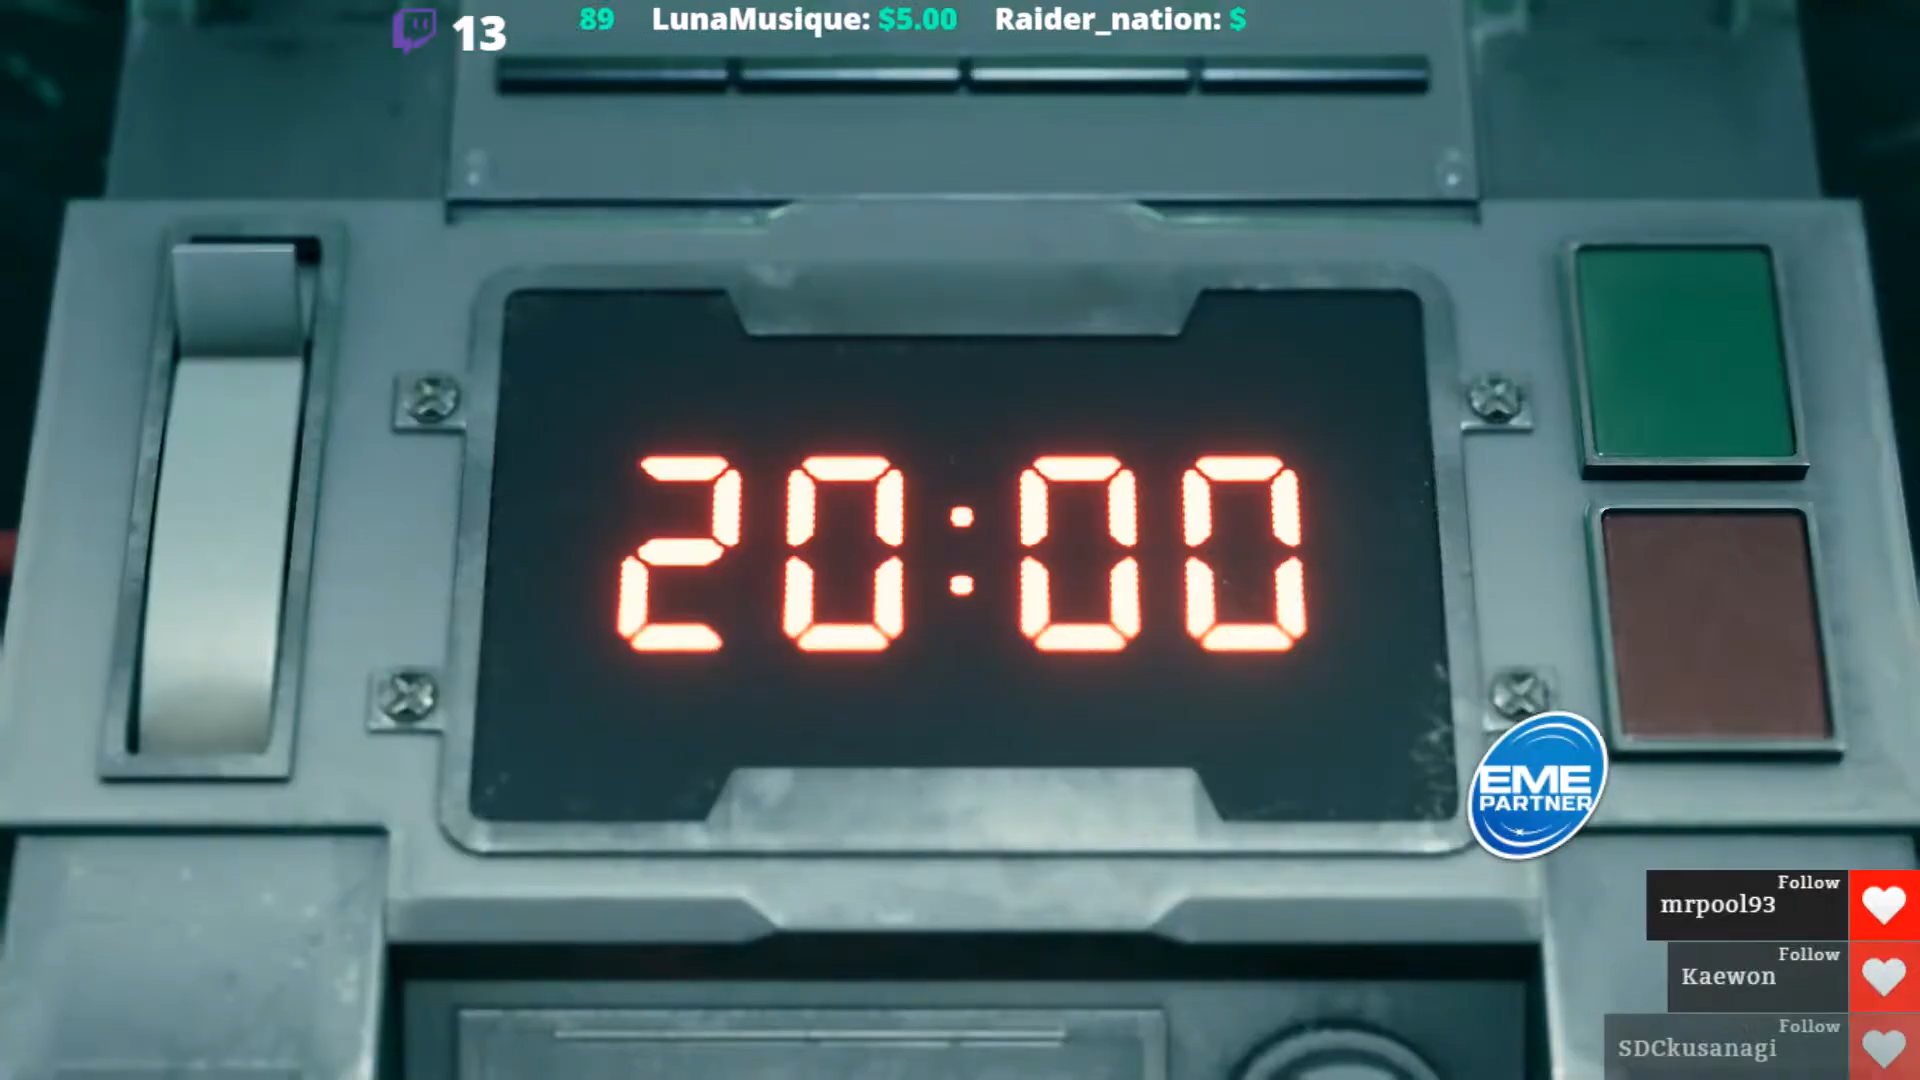 13
89 LunaMusique: $5.00 Raider_nation: $
20:00
EME
PARTNER
Follow
mrpool93
Follow
Kaewon
Follow
SDCkusanagi